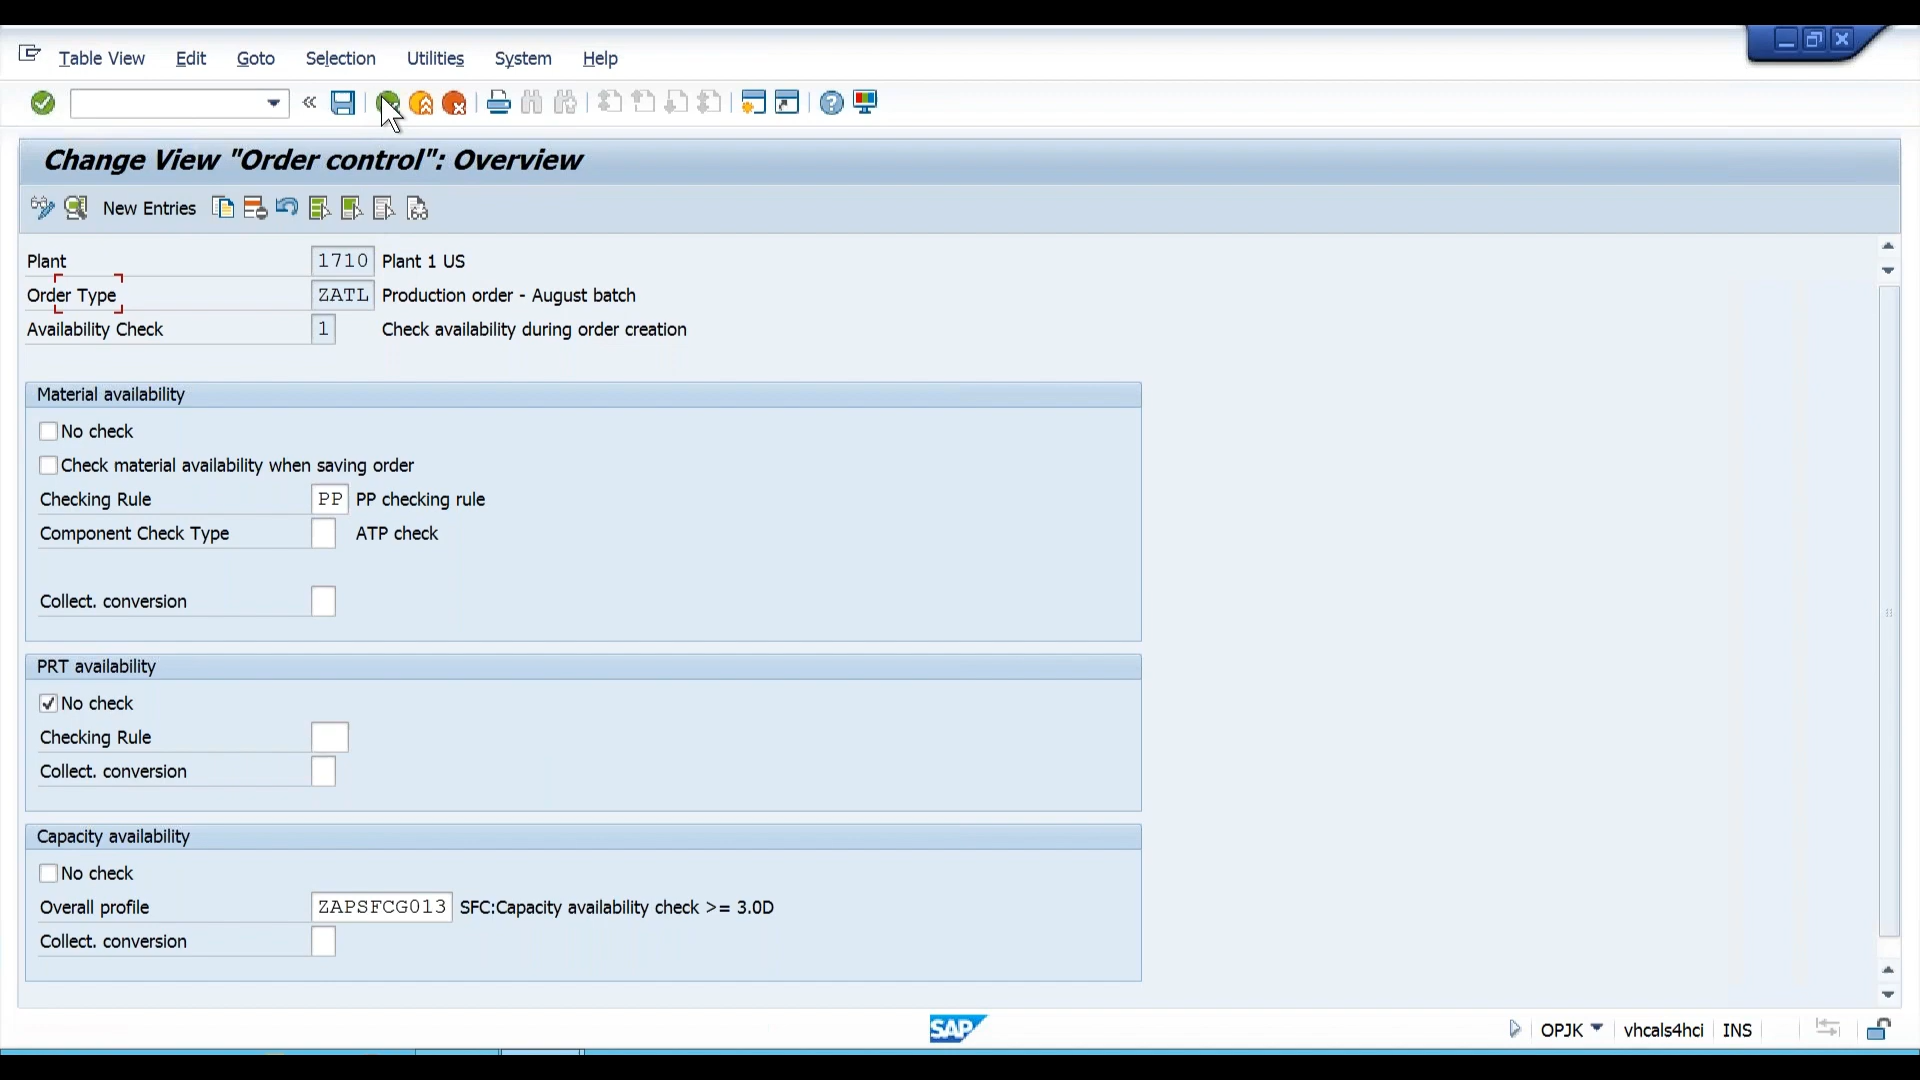 Table View Edit Goto Selection Utilities System Help
Change View "Order control": Overview
New Entries
Plant 1710 Plant 1 US
Order Type ZATL Production order - August batch
Availability Check 1 Check availability during order creation
Material availability
No check
Check material availability when saving order
Checking Rule PP PP checking rule
Component Check Type ATP check
Collect. conversion
PRT availability
No check
Checking Rule
Collect. conversion
Capacity availability
No check
Overall profile ZAPSFCG013 SFC:Capacity availability check >= 3.0D
Collect. conversion
SAP OPJK vhcals4hci INS